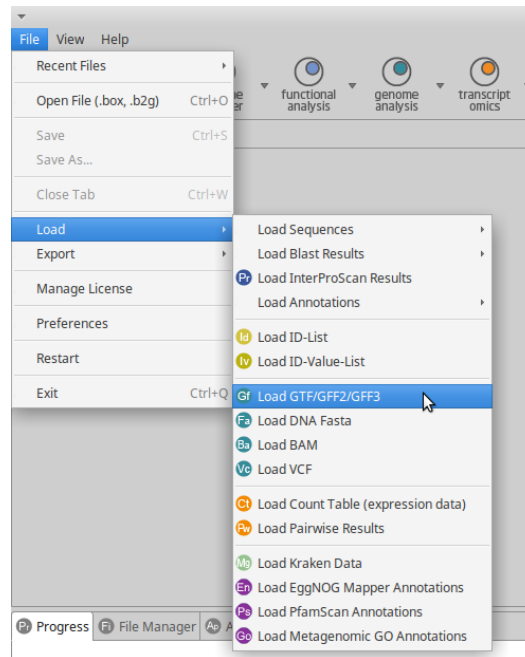 File View Help
functional analysis
genome analysis
transcript omics
Recent Files
Open File (.box, .b2g) Ctrl+O
Save Ctrl+S
Save As...
Close Tab Ctrl+W
Load
Export
Manage License
Preferences
Restart
Exit Ctrl+Q
Load Sequences
Load Blast Results
Pr Load InterProScan Results
Load Annotations
Id Load ID-List
Iv Load ID-Value-List
Gf Load GTF/GFF2/GFF3
Fa Load DNA Fasta
Ba Load BAM
Vc Load VCF
Ct Load Count Table (expression data)
Pw Load Pairwise Results
Mg Load Kraken Data
En Load EggNOG Mapper Annotations
Ps Load PfamScan Annotations
Go Load Metagenomic GO Annotations
Pr Progress Fi File Manager Ap